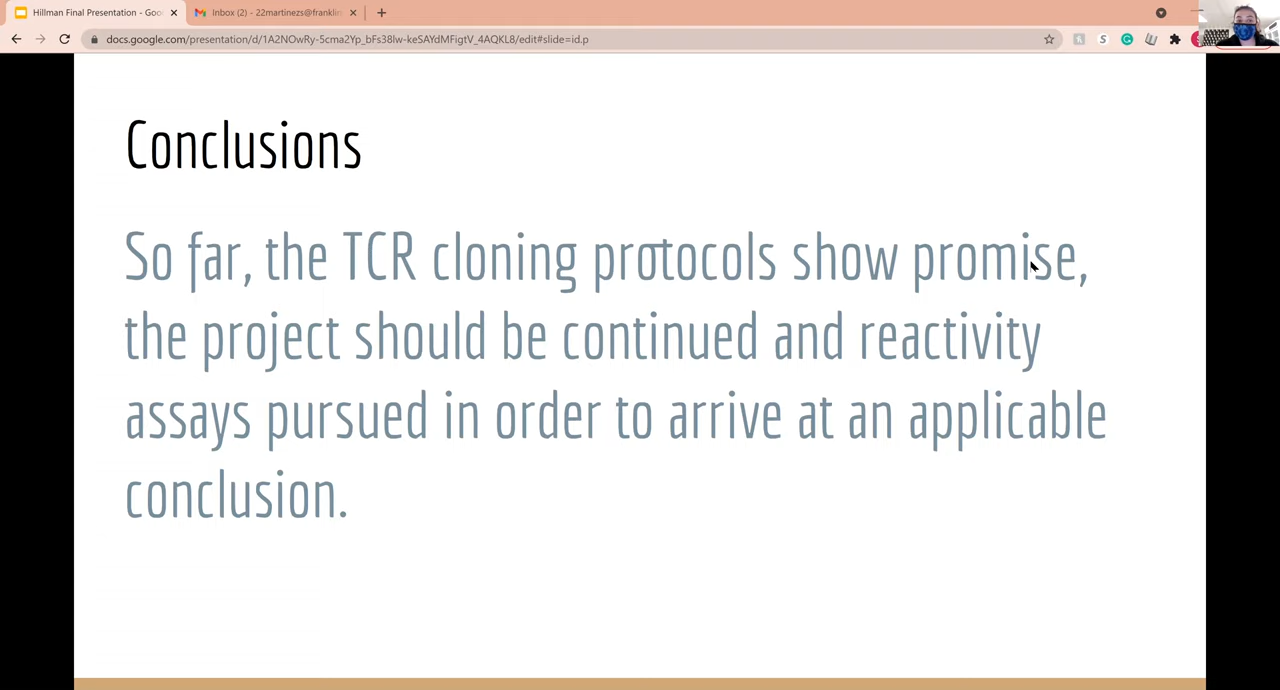 Hillman Final Presentation - Goo
Inbox (2) - 22martinezs@franklin
docs.google.com/presentation/d/1A2NOwRy-5cma2Yp_bFs38lw-keSAYdMFigtV_4AQKL8/edit#slide=id.p
Conclusions
So far, the TCR cloning protocols show promise,
the project should be continued and reactivity
assays pursued in order to arrive at an applicable
conclusion.